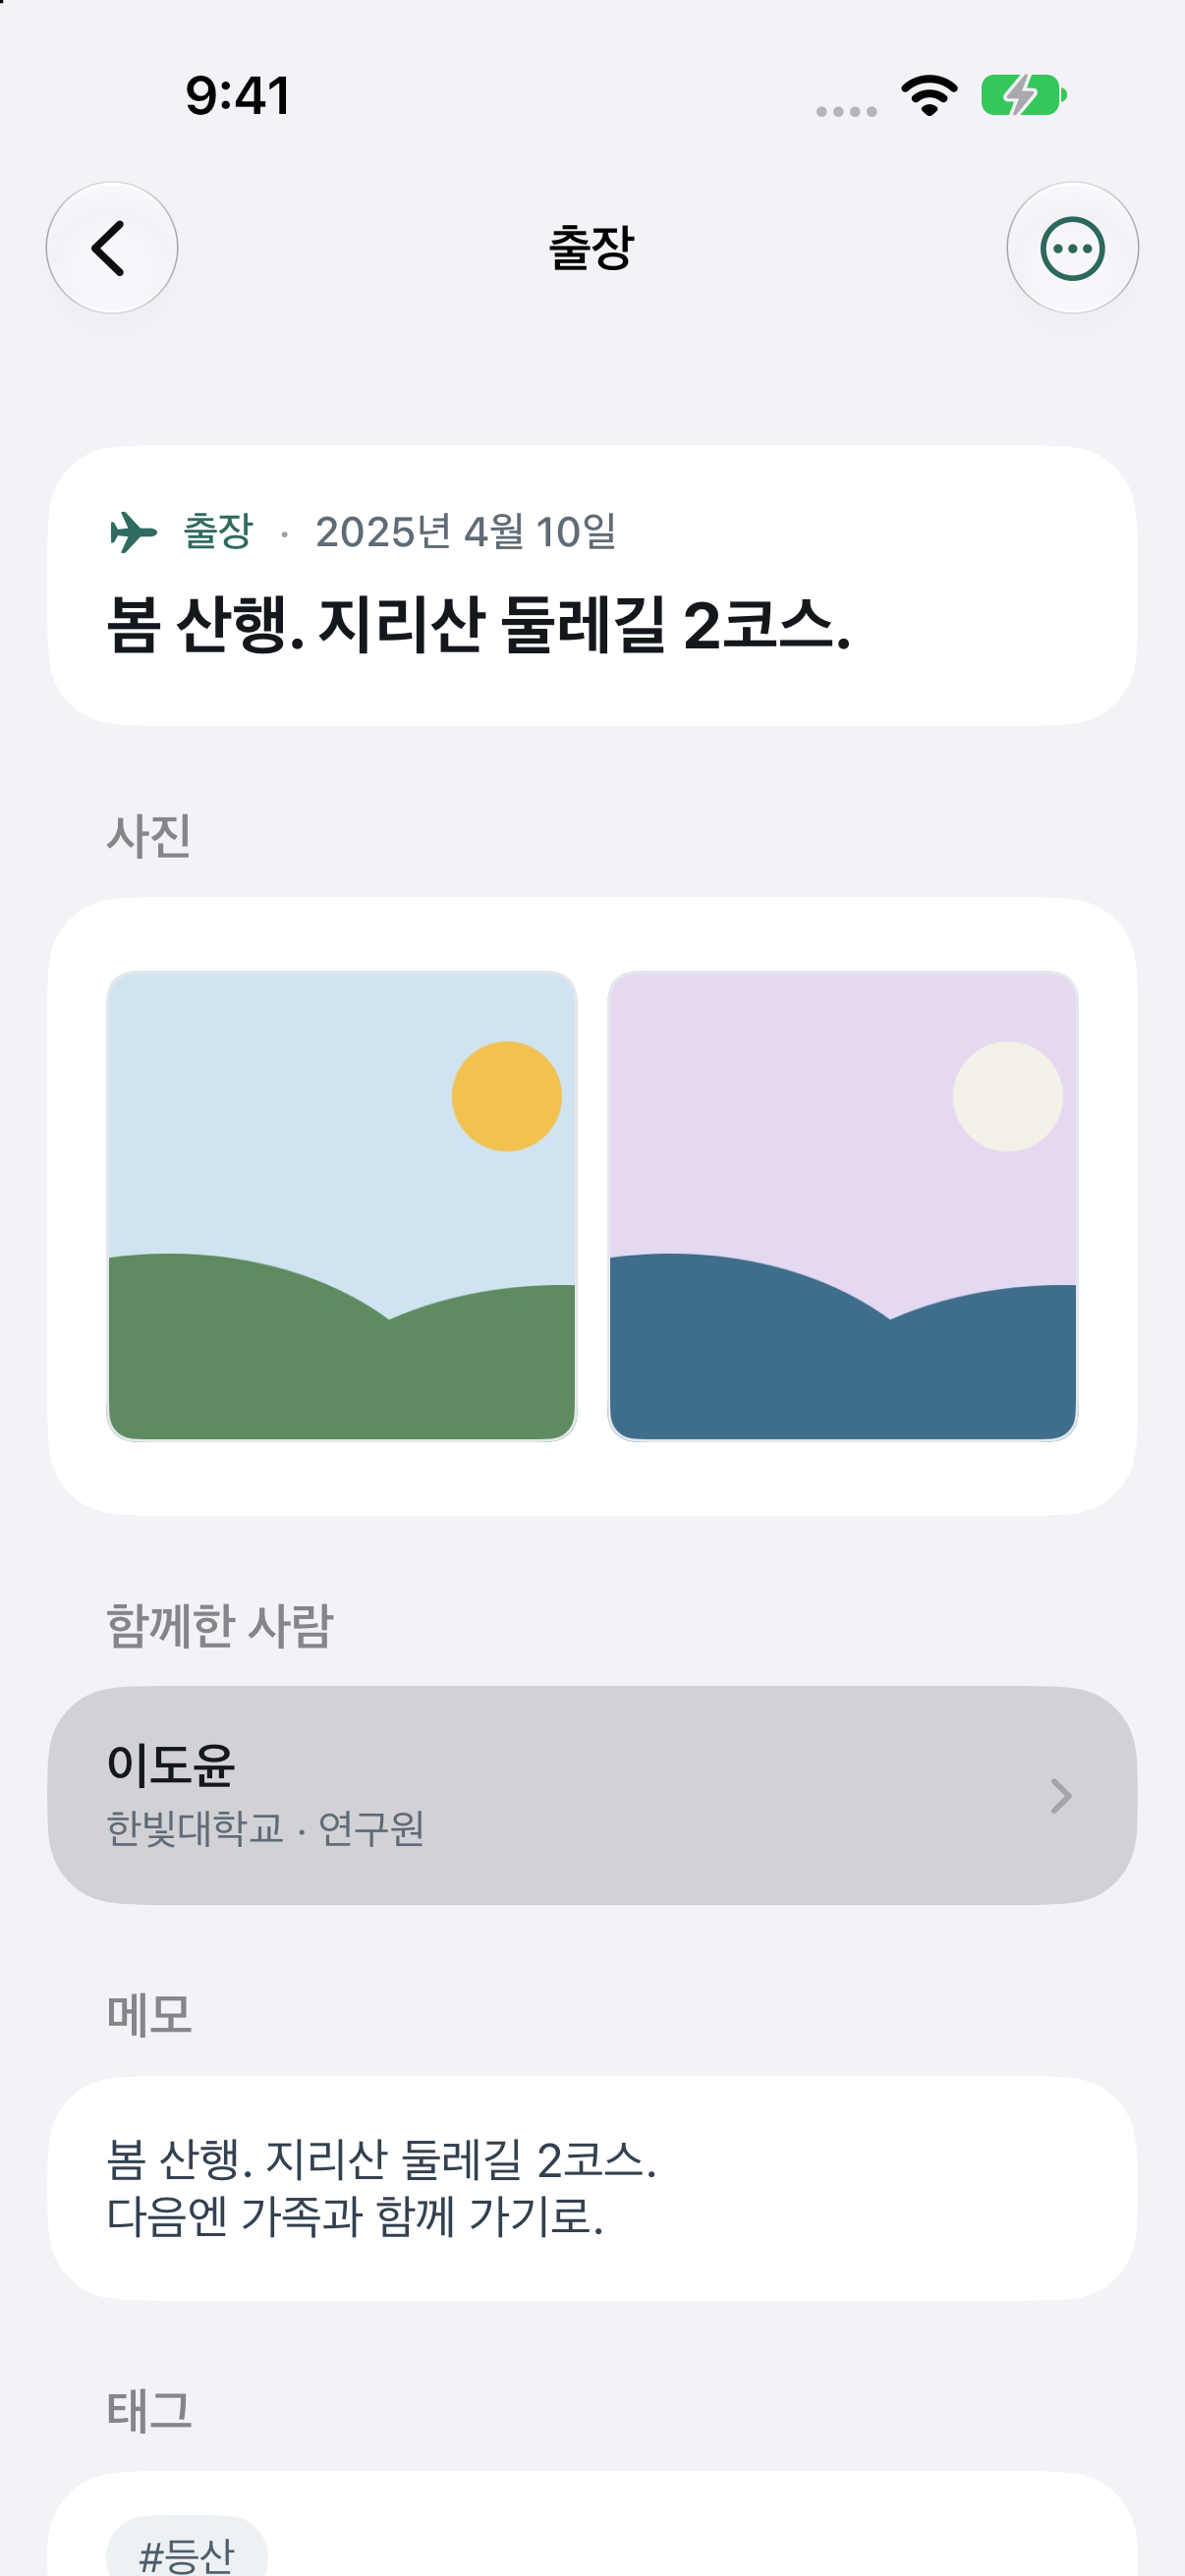 9:41
출장
출장 · 2025년 4월 10일
봄 산행. 지리산 둘레길 2코스.
사진
함께한 사람
이도윤
한빛대학교 · 연구원
메모
봄 산행. 지리산 둘레길 2코스.
다음엔 가족과 함께 가기로.
태그
#등산